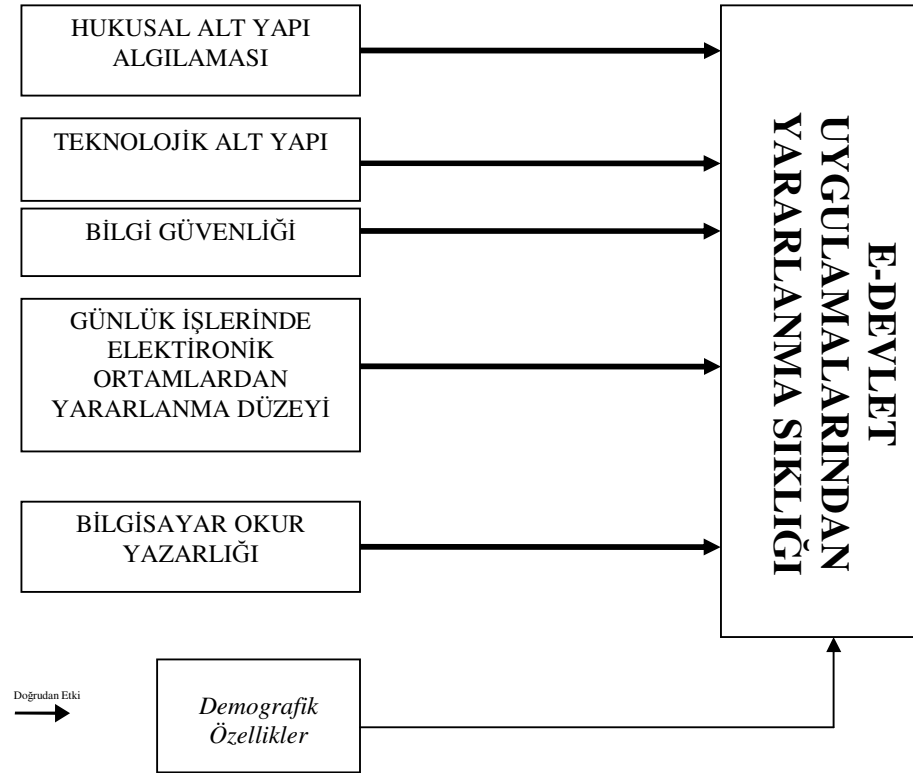 HUKUSAL ALT YAPI
ALGILAMASI
TEKNOLOJİK ALT YAPI
BİLGİ GÜVENLİĞİ
GÜNLÜK İŞLERİNDE
ELEKTİRONİK
ORTAMLARDAN
YARARLANMA DÜZEYİ
BİLGİSAYAR OKUR
YAZARLIĞI
E-DEVLET
UYGULAMALARINDAN
YARARLANMA SIKLIĞI
Doğrudan Etki
Demografik
Özellikler